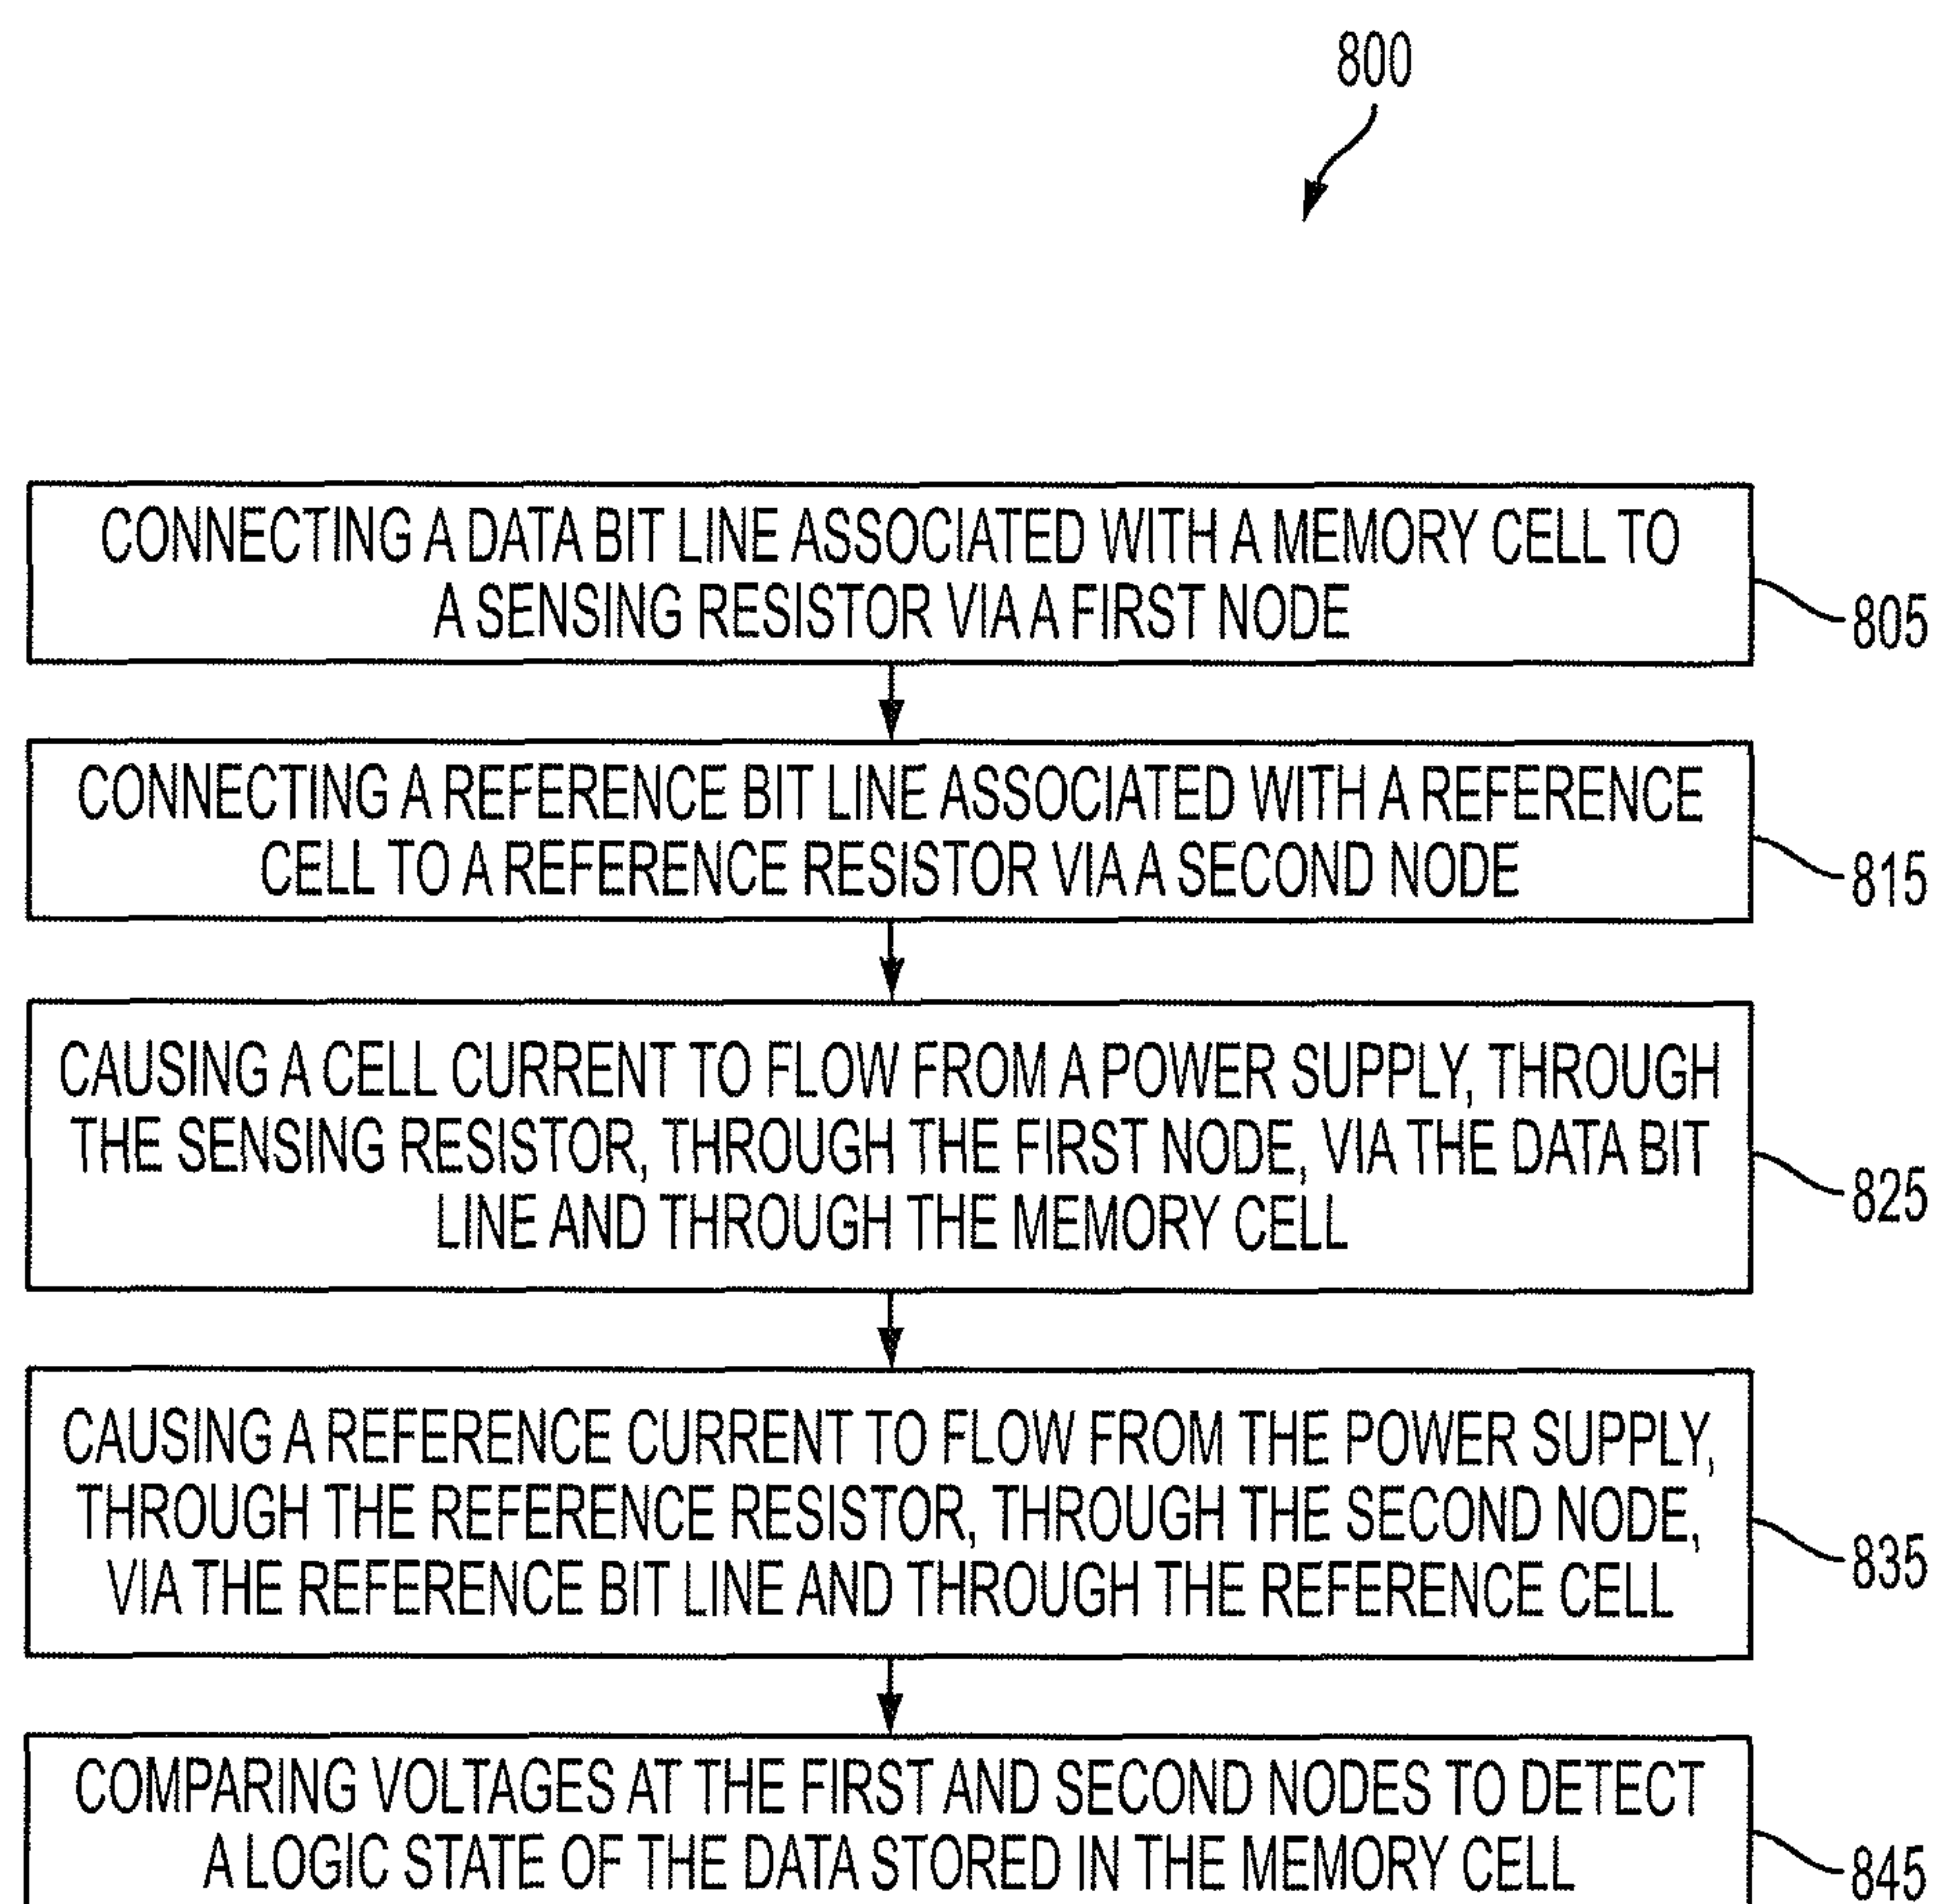 800
CONNECTING A DATA BIT LINE ASSOCIATED WITH A MEMORY CELL TO
A SENSING RESISTOR VIA A FIRST NODE
805
CONNECTING A REFERENCE BIT LINE ASSOCIATED WITH A REFERENCE
CELL TO A REFERENCE RESISTOR VIA A SECOND NODE
815
CAUSING A CELL CURRENT TO FLOW FROM A POWER SUPPLY, THROUGH
THE SENSING RESISTOR, THROUGH THE FIRST NODE, VIA THE DATA BIT
LINE AND THROUGH THE MEMORY CELL
825
CAUSING A REFERENCE CURRENT TO FLOW FROM THE POWER SUPPLY,
THROUGH THE REFERENCE RESISTOR, THROUGH THE SECOND NODE,
VIA THE REFERENCE BIT LINE AND THROUGH THE REFERENCE CELL
835
COMPARING VOLTAGES AT THE FIRST AND SECOND NODES TO DETECT
A LOGIC STATE OF THE DATA STORED IN THE MEMORY CELL
845